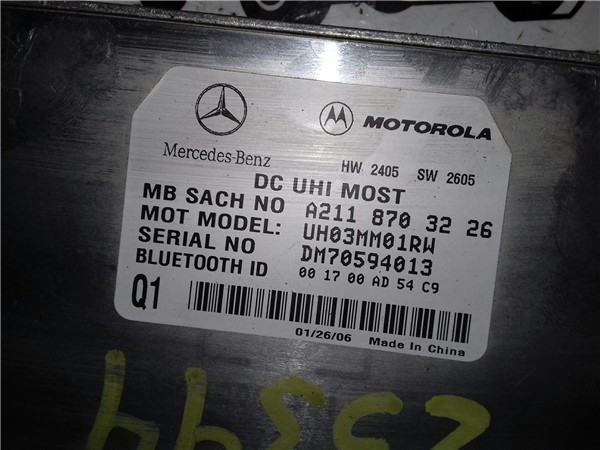 Mercedes-Benz
MOTOROLA
HW 2405 SW 2605
DC UHI MOST
MB SACH NO A211 870 32 26
MOT MODEL: UH03MM01RW
SERIAL NO DM70594013
BLUETOOTH ID 00 17 00 AD 54 C9
Q1
01/26/06 Made In China
25344